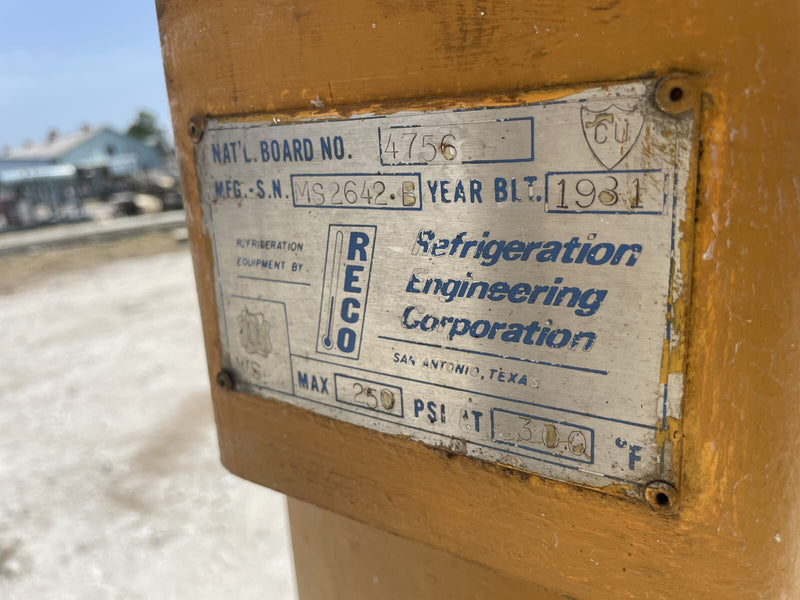 NAT'L. BOARD NO. 4756
CU
MFG.-S.N. MS2642.B YEAR BLT. 1981
REFRIGERATION
EQUIPMENT BY
RECO
Refrigeration
Engineering
Corporation
SAN ANTONIO, TEXAS
MAX 250 PSI AT 300 °F